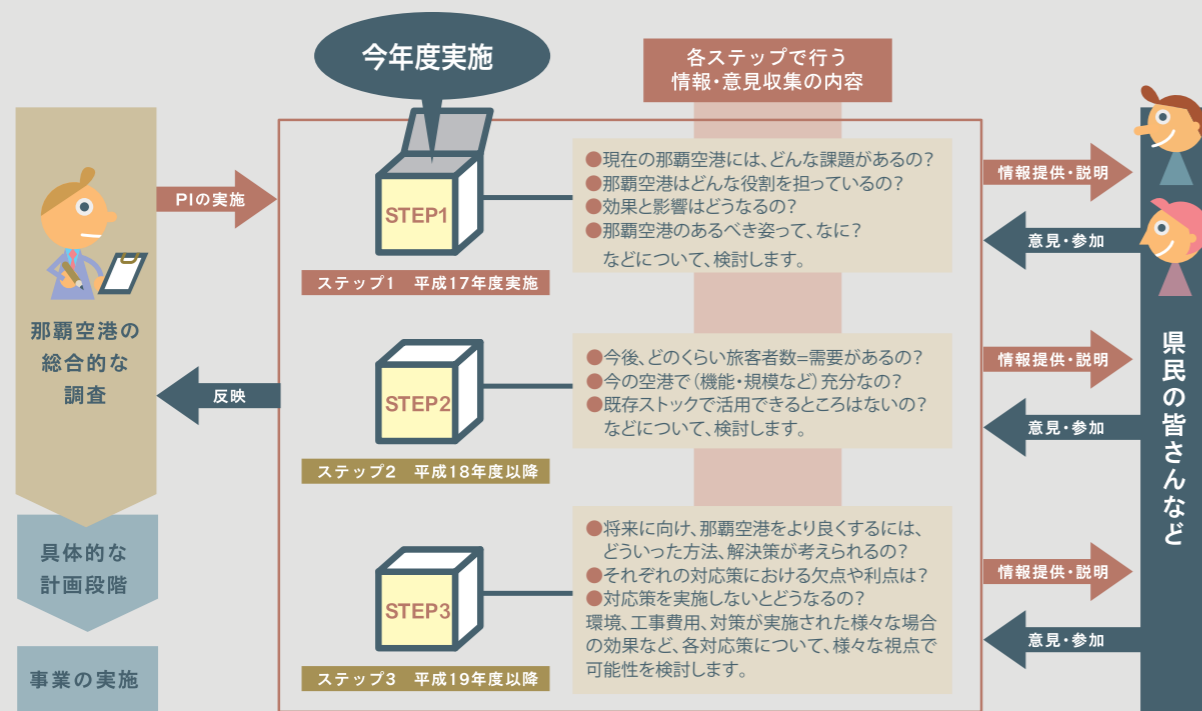 今年度実施
各ステップで行う
情報・意見収集の内容
那覇空港の
総合的な
調査
具体的な
計画段階
事業の実施
PIの実施
反映
STEP1
ステップ1 平成17年度実施
●現在の那覇空港には、どんな課題があるの?
●那覇空港はどんな役割を担っているの?
●効果と影響はどうなるの?
●那覇空港のあるべき姿って、なに?
などについて、検討します。
情報提供・説明
意見・参加
STEP2
ステップ2 平成18年度以降
●今後、どのくらい旅客者数=需要があるの?
●今の空港で(機能・規模など)充分なの?
●既存ストックで活用できるところはないの?
などについて、検討します。
情報提供・説明
意見・参加
STEP3
ステップ3 平成19年度以降
●将来に向け、那覇空港をより良くするには、
どういった方法、解決策が考えられるの?
●それぞれの対応策における欠点や利点は?
●対応策を実施しないとどうなるの?
環境、工事費用、対策が実施された様々な場合
の効果など、各対応策について、様々な視点で
可能性を検討します。
情報提供・説明
意見・参加
県民の皆さんなど